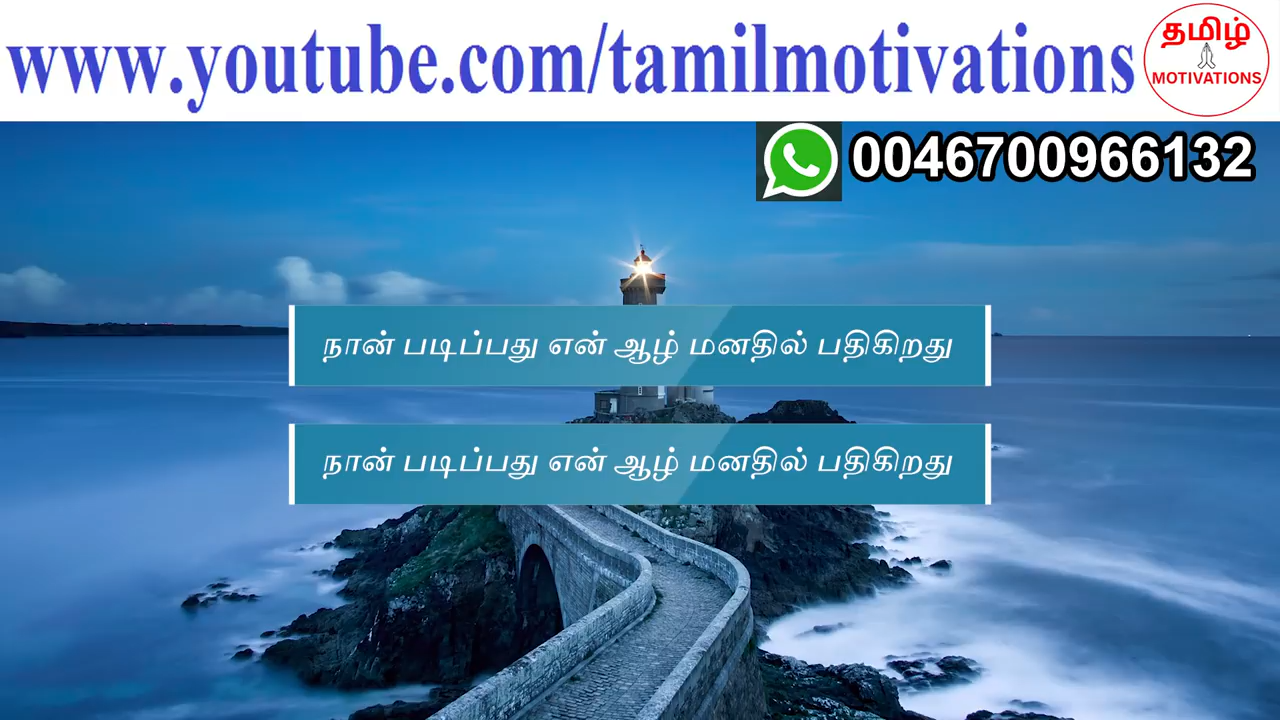 www.youtube.com/tamilmotivations
தமிழ்
MOTIVATIONS
0046700966132
நான் படிப்பது என் ஆழ் மனதில் பதிகிறது
நான் படிப்பது என் ஆழ் மனதில் பதிகிறது